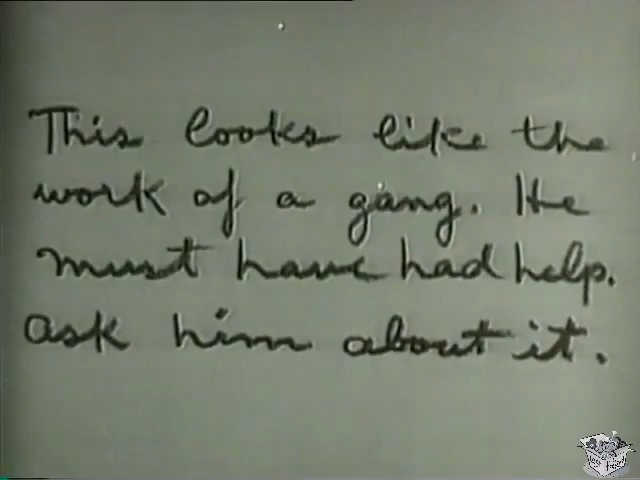 This looks like the
work of a gang. He
must have had help.
Ask him about it.